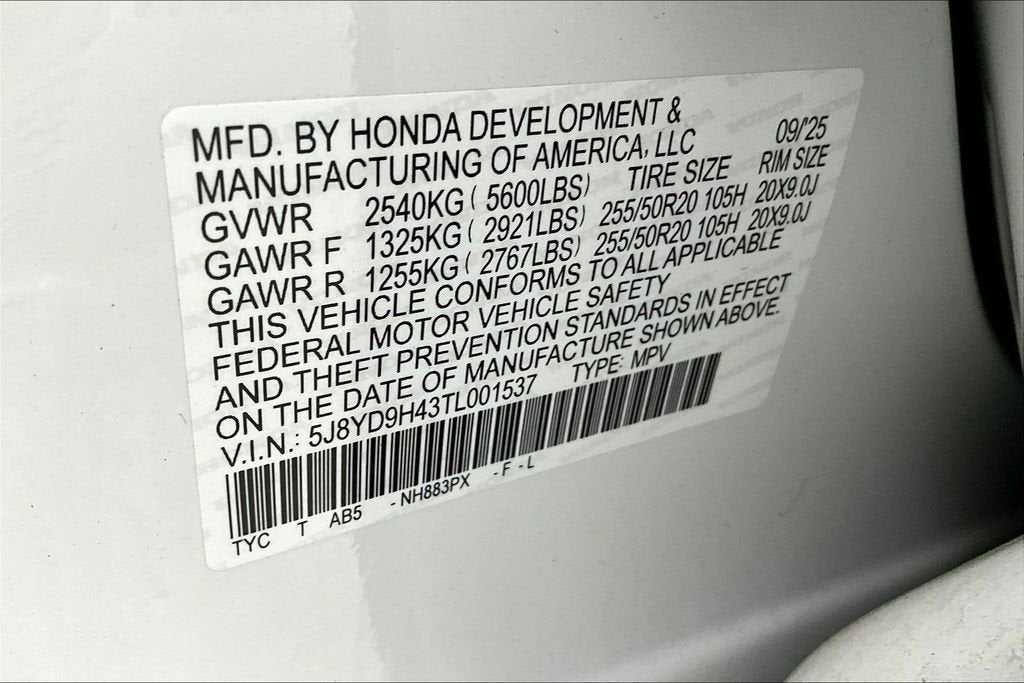 MFD. BY HONDA DEVELOPMENT &
MANUFACTURING OF AMERICA, LLC 09/'25
GVWR 2540KG ( 5600LBS) TIRE SIZE RIM SIZE
GAWR F 1325KG ( 2921LBS) 255/50R20 105H 20X9.0J
GAWR R 1255KG ( 2767LBS) 255/50R20 105H 20X9.0J
THIS VEHICLE CONFORMS TO ALL APPLICABLE
FEDERAL MOTOR VEHICLE SAFETY
AND THEFT PREVENTION STANDARDS IN EFFECT
ON THE DATE OF MANUFACTURE SHOWN ABOVE.
V.I.N.: 5J8YD9H43TL001537 TYPE: MPV
TYC T AB5 -NH883PX -F-L